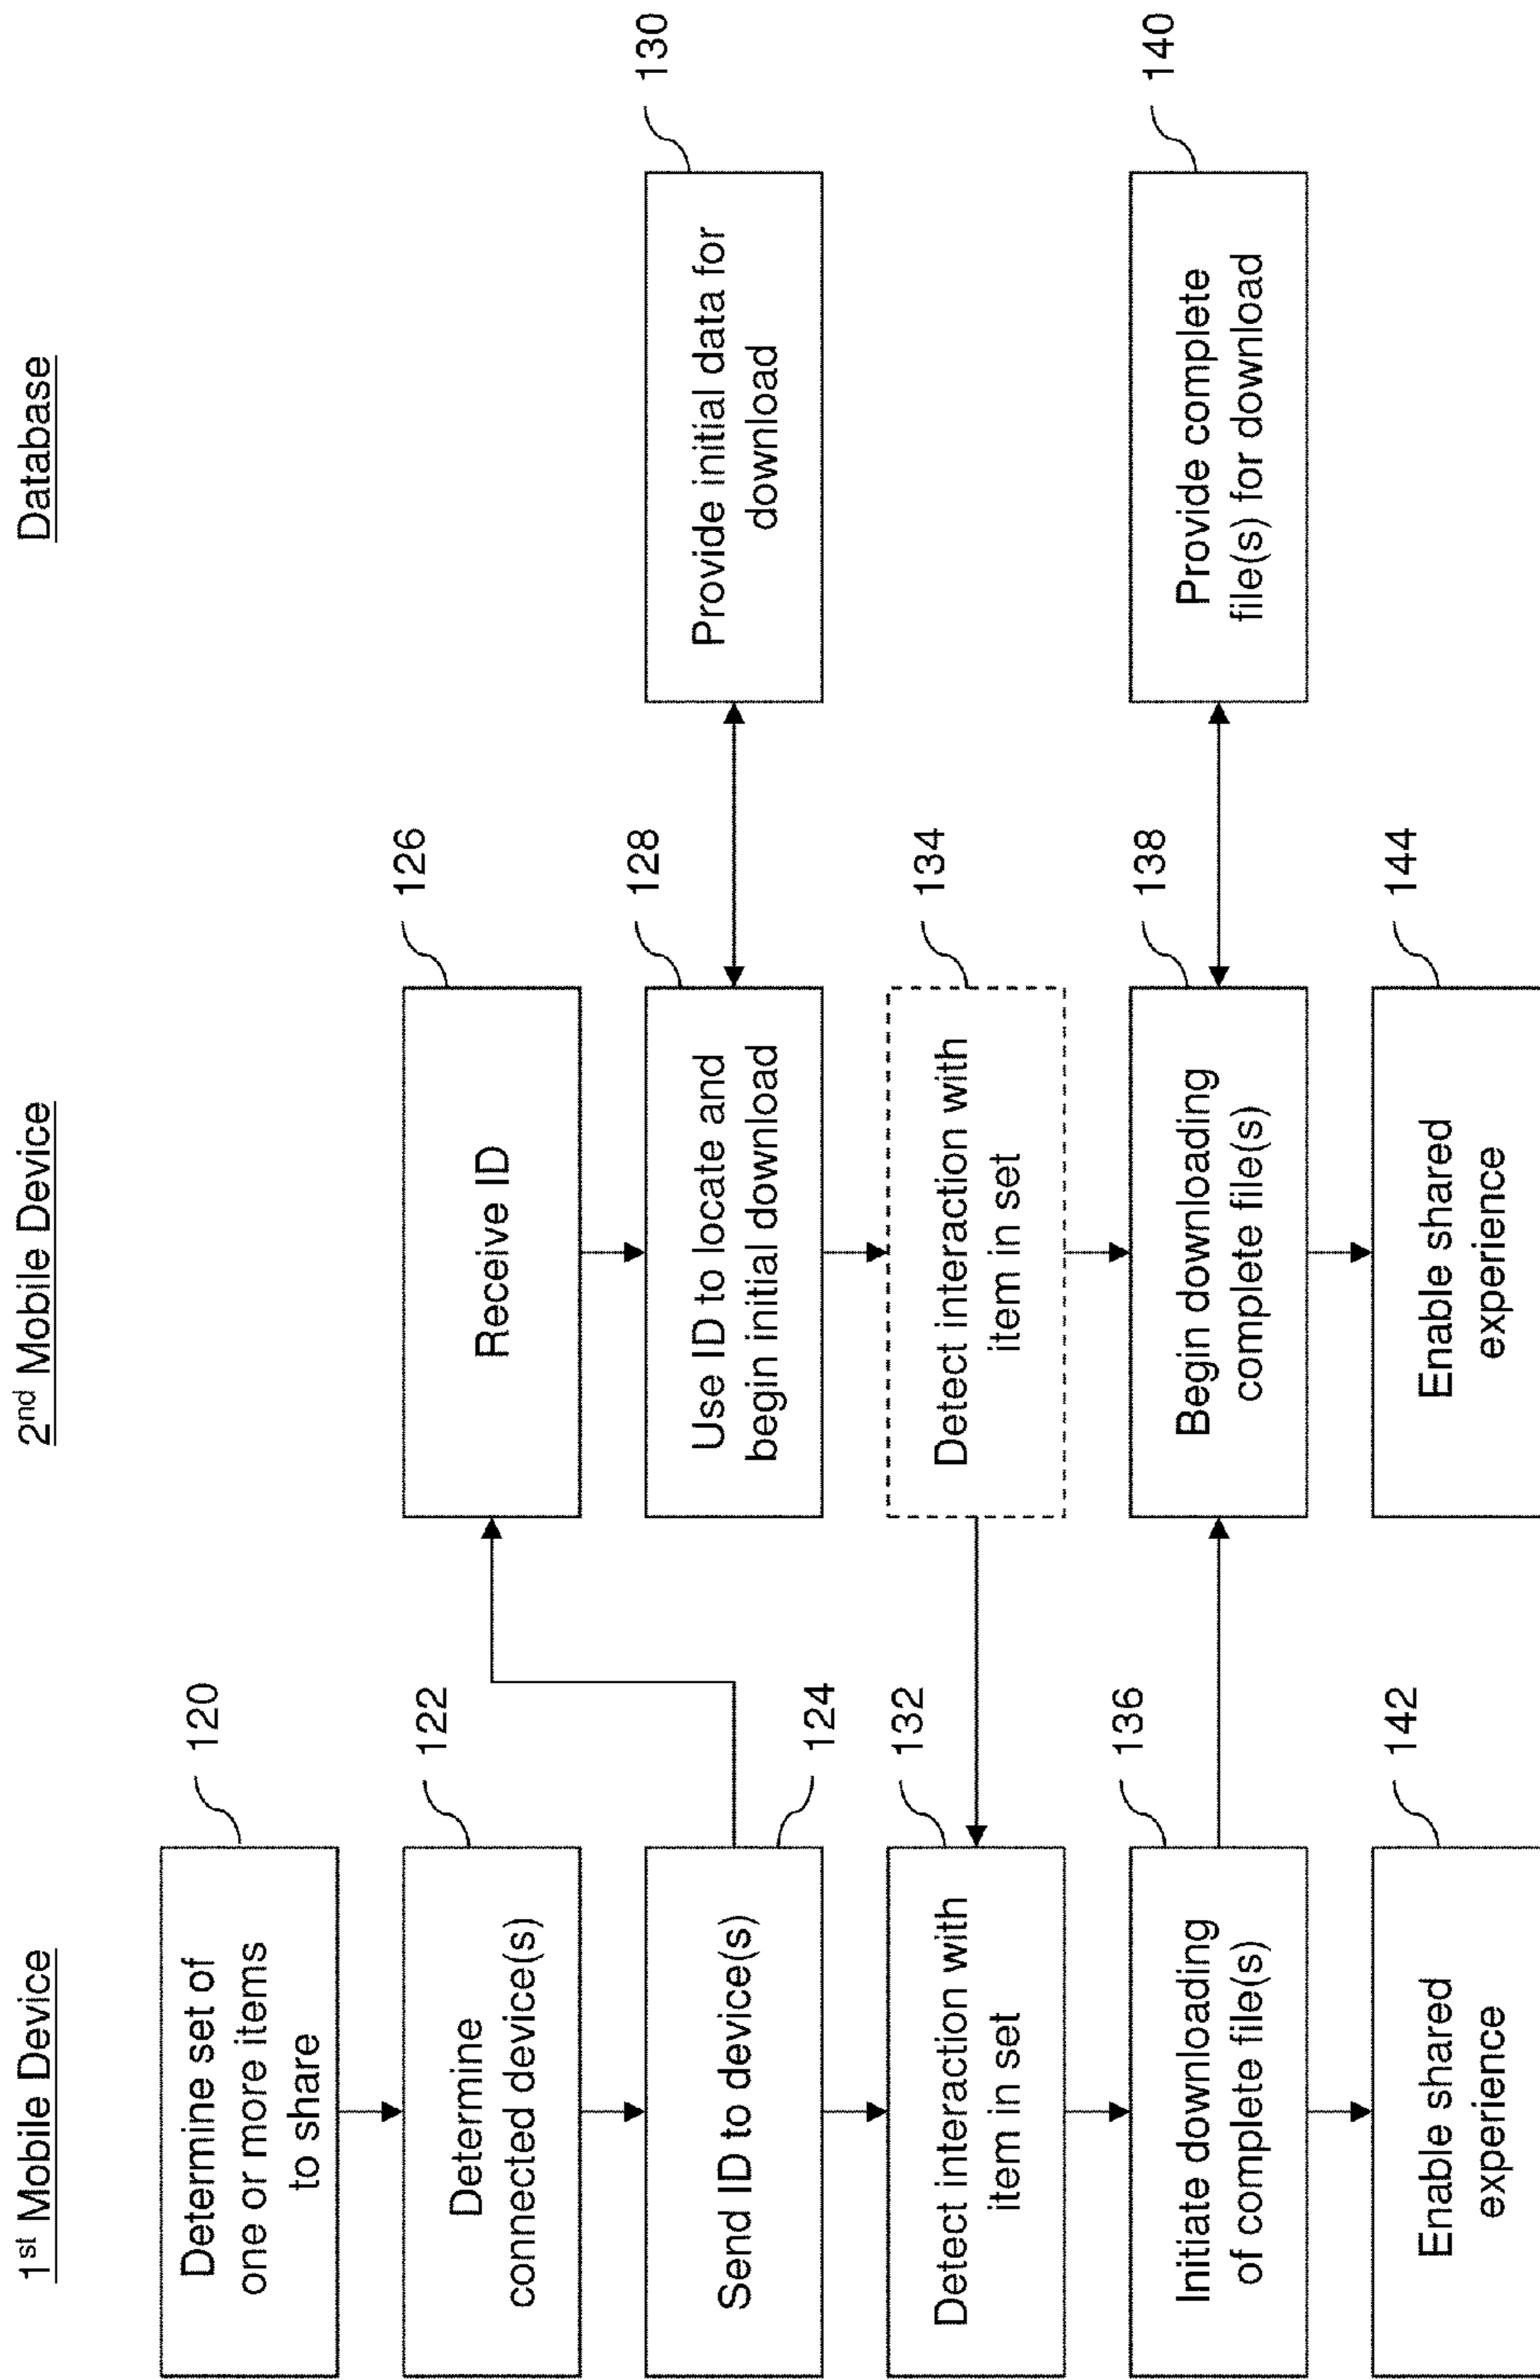 1st Mobile Device
2nd Mobile Device
Database
120
Determine set of
one or more items
to share
122
Determine
connected device(s)
126
Receive ID
124
Send ID to device(s)
128
Use ID to locate and
begin initial download
130
Provide initial data for
download
132
Detect interaction with
item in set
134
Detect interaction with
item in set
136
Initiate downloading
of complete file(s)
138
Begin downloading
complete file(s)
140
Provide complete
file(s) for download
142
Enable shared
experience
144
Enable shared
experience